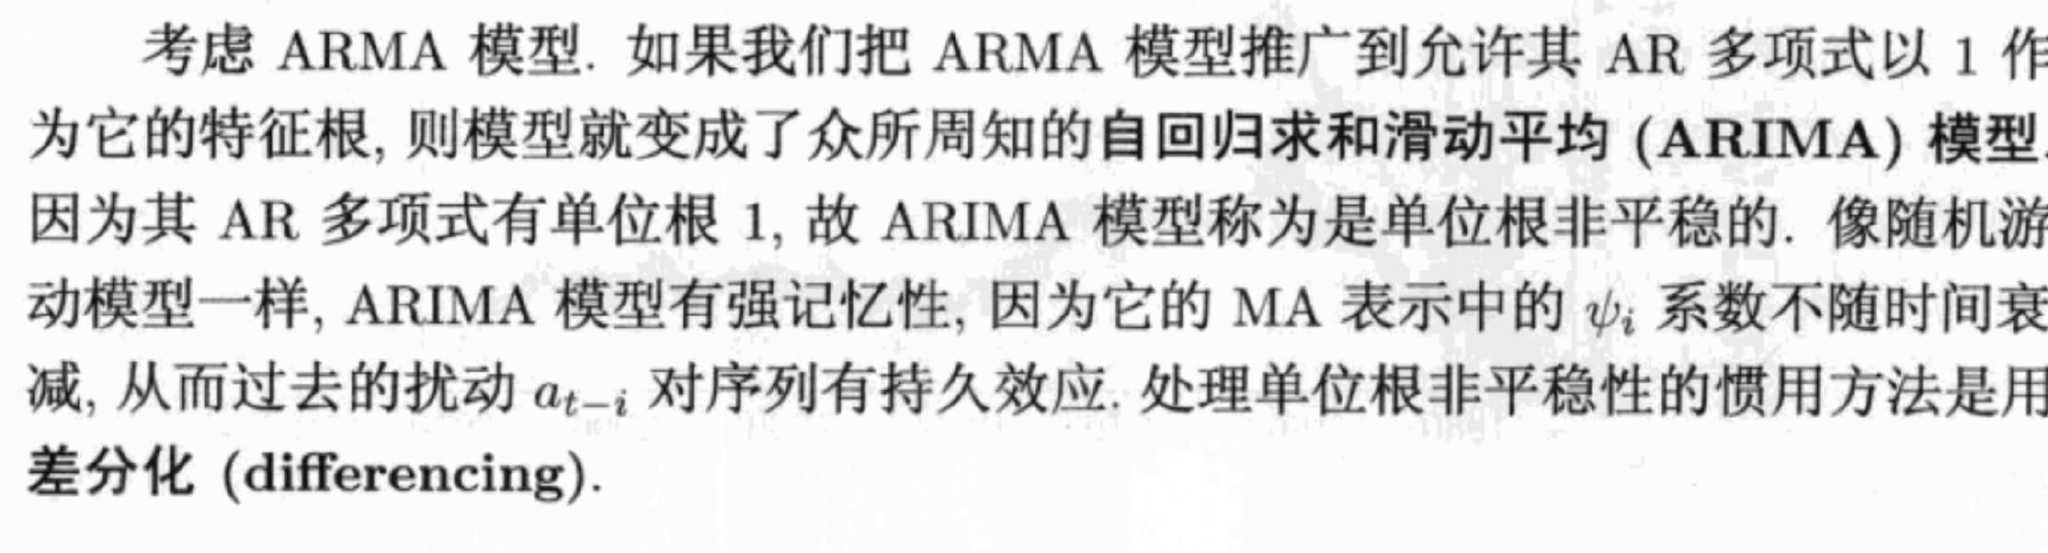 考虑 ARMA 模型. 如果我们把 ARMA 模型推广到允许其 AR 多项式以 1 作
为它的特征根, 则模型就变成了众所周知的自回归求和滑动平均 (ARIMA) 模型.
因为其 AR 多项式有单位根 1, 故 ARIMA 模型称为是单位根非平稳的. 像随机游
动模型一样, ARIMA 模型有强记忆性, 因为它的 MA 表示中的 ψi 系数不随时间衰
减, 从而过去的扰动 at−i 对序列有持久效应. 处理单位根非平稳性的惯用方法是用
差分化 (differencing).